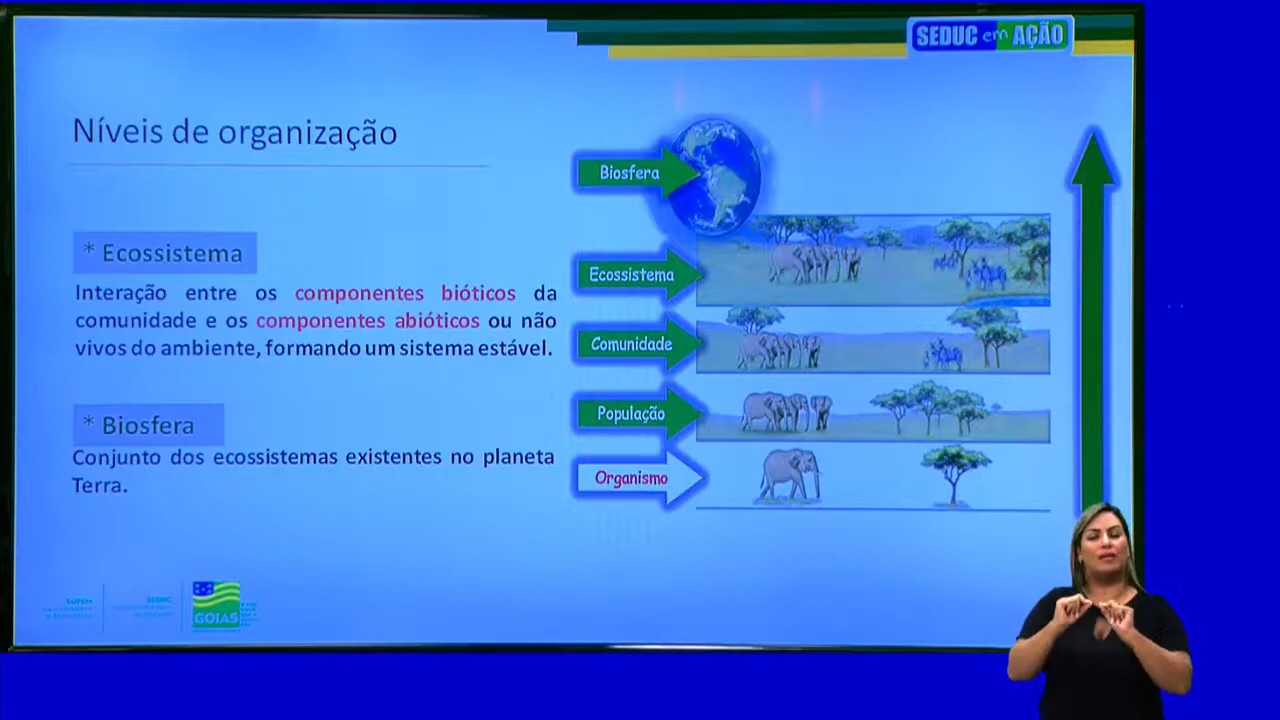 SEDUC em AÇÃO
Níveis de organização
* Ecossistema
Interação entre os componentes bióticos da
comunidade e os componentes abióticos ou não
vivos do ambiente, formando um sistema estável.
* Biosfera
Conjunto dos ecossistemas existentes no planeta
Terra.
Biosfera
Ecossistema
Comunidade
População
Organismo
SUPEM
SEDUC
GOIÁS